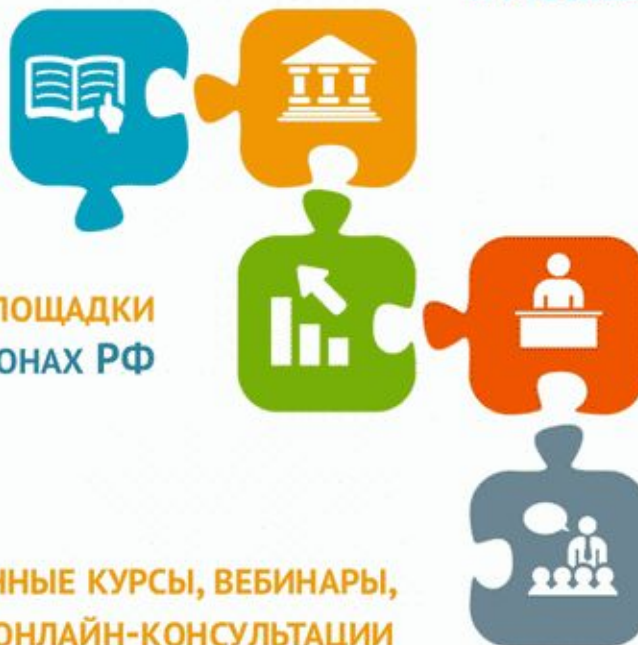 ЛОЩАДКИ
ОНАХ РФ
ННЫЕ КУРСЫ, ВЕБИНАРЫ,
ОНЛАЙН-КОНСУЛЬТАЦИИ